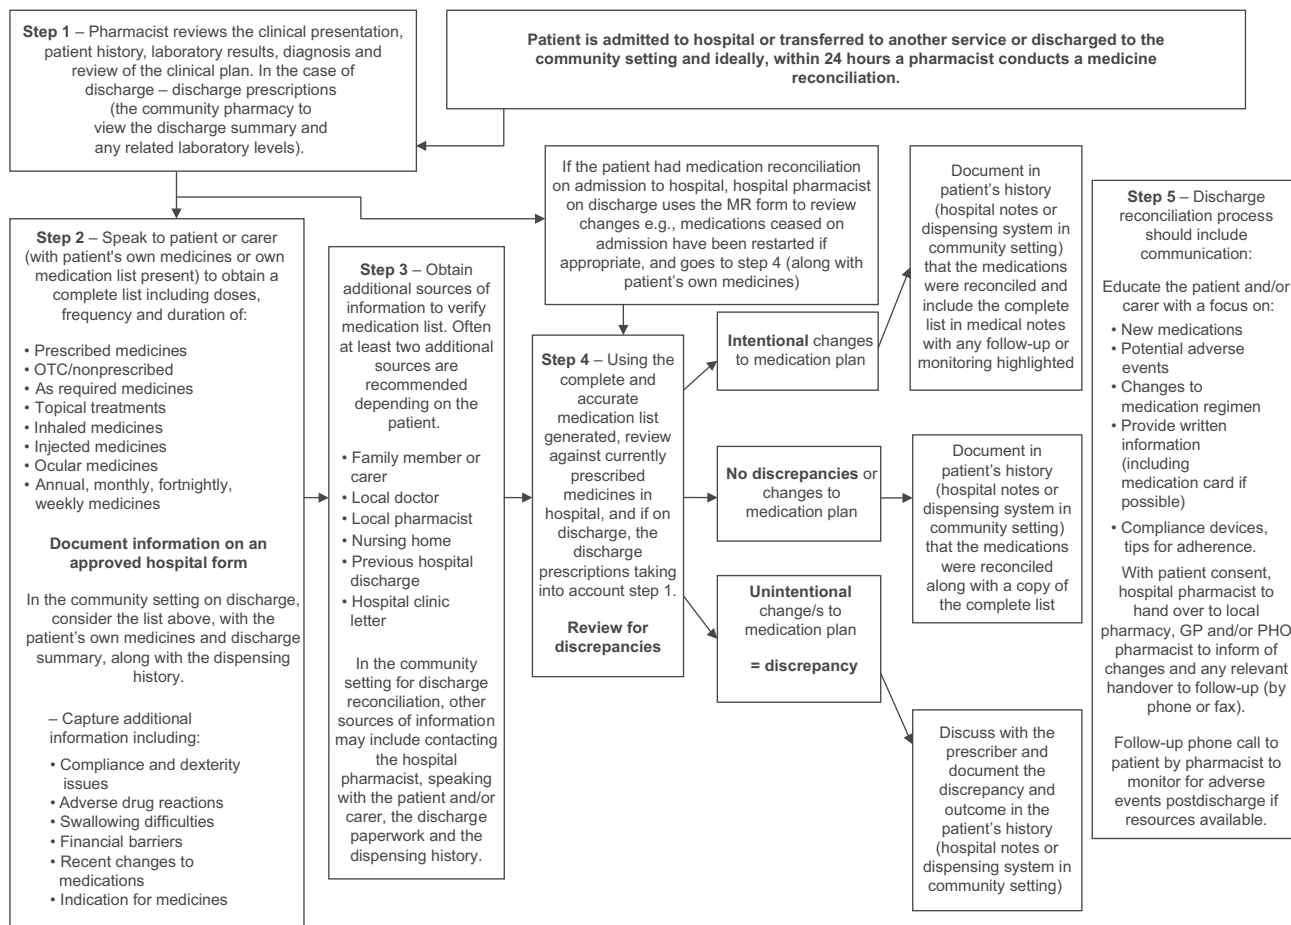 Step 1 – Pharmacist reviews the clinical presentation,
patient history, laboratory results, diagnosis and
review of the clinical plan. In the case of
discharge – discharge prescriptions
(the community pharmacy to
view the discharge summary and
any related laboratory levels).
Patient is admitted to hospital or transferred to another service or discharged to the
community setting and ideally, within 24 hours a pharmacist conducts a medicine
reconciliation.
If the patient had medication reconciliation
on admission to hospital, hospital pharmacist
on discharge uses the MR form to review
changes e.g., medications ceased on
admission have been restarted if
appropriate, and goes to step 4 (along with
patient's own medicines)
Step 2 – Speak to patient or carer
(with patient's own medicines or own
medication list present) to obtain a
complete list including doses,
frequency and duration of:
• Prescribed medicines
• OTC/nonprescribed
• As required medicines
• Topical treatments
• Inhaled medicines
• Injected medicines
• Ocular medicines
• Annual, monthly, fortnightly,
weekly medicines
Document information on an
approved hospital form
In the community setting on discharge,
consider the list above, with the
patient's own medicines and discharge
summary, along with the dispensing
history.
– Capture additional
information including:
• Compliance and dexterity
issues
• Adverse drug reactions
• Swallowing difficulties
• Financial barriers
• Recent changes to
medications
• Indication for medicines
Step 3 – Obtain
additional sources of
information to verify
medication list. Often
at least two additional
sources are
recommended
depending on the
patient.
• Family member or
carer
• Local doctor
• Local pharmacist
• Nursing home
• Previous hospital
discharge
• Hospital clinic
letter
In the community
setting for discharge
reconciliation, other
sources of information
may include contacting
the hospital
pharmacist, speaking
with the patient and/or
carer, the discharge
paperwork and the
dispensing history.
Step 4 – Using the
complete and
accurate
medication list
generated, review
against currently
prescribed
medicines in
hospital, and if on
discharge, the
discharge
prescriptions taking
into account step 1.
Review for
discrepancies
Intentional changes
to medication plan
No discrepancies or
changes to
medication plan
Unintentional
change/s to
medication plan
= discrepancy
Document in
patient's history
(hospital notes or
dispensing system in
community setting)
that the medications
were reconciled and
include the complete
list in medical notes
with any follow-up or
monitoring highlighted
Document in
patient's history
(hospital notes or
dispensing system in
community setting)
that the medications
were reconciled
along with a copy of
the complete list
Discuss with the
prescriber and
document the
discrepancy and
outcome in the
patient's history
(hospital notes or
dispensing system in
community setting)
Step 5 – Discharge
reconciliation process
should include
communication:
Educate the patient and/or
carer with a focus on:
• New medications
• Potential adverse
events
• Changes to
medication regimen
• Provide written
information
(including
medication card if
possible)
• Compliance devices,
tips for adherence.
With patient consent,
hospital pharmacist to
hand over to local
pharmacy, GP and/or PHO
pharmacist to inform of
changes and any relevant
handover to follow-up (by
phone or fax).
Follow-up phone call to
patient by pharmacist to
monitor for adverse
events postdischarge if
resources available.